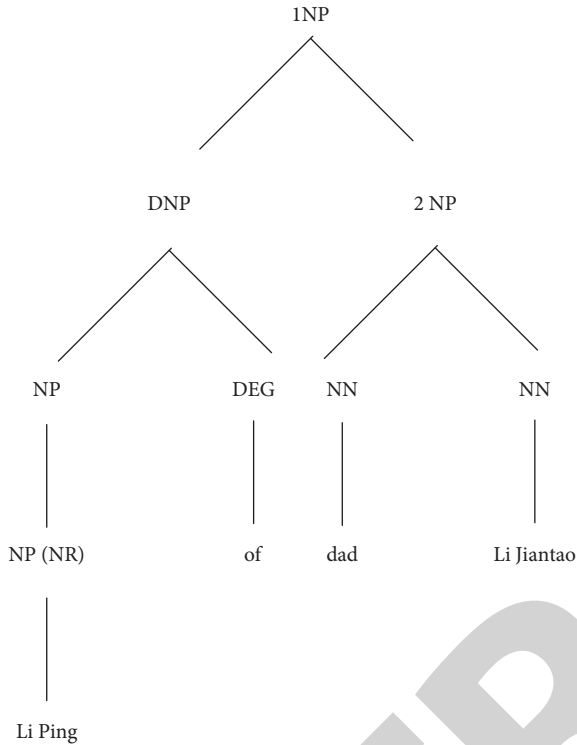 1NP
DNP 2 NP
NP DEG NN NN
NP (NR) of dad Li Jiantao
Li Ping